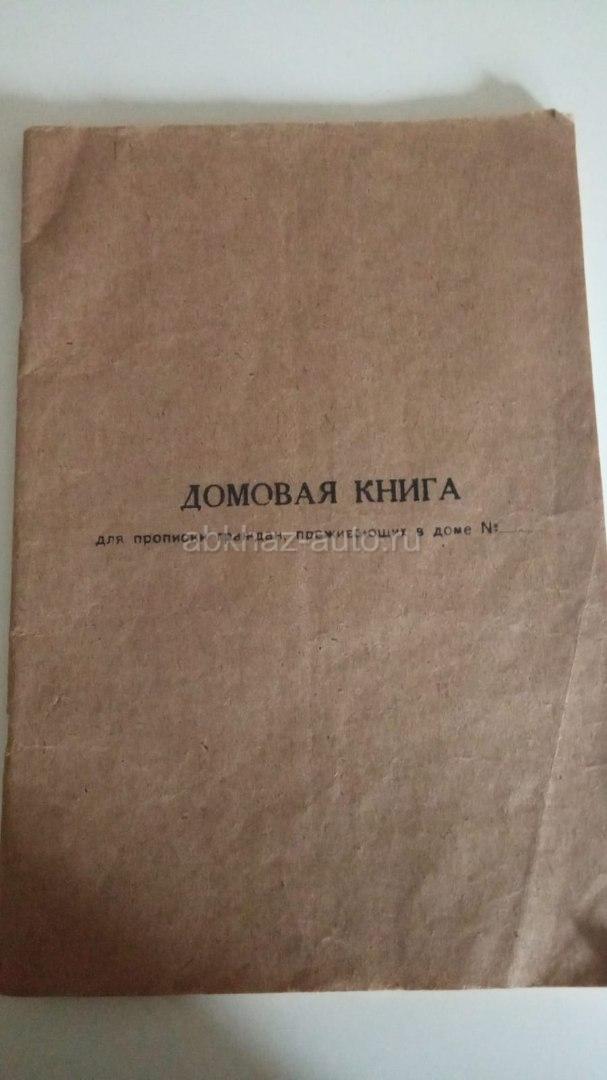 ДОМОВАЯ КНИГА
для прописки граждан, проживающих в доме №
abkhaz-auto.ru